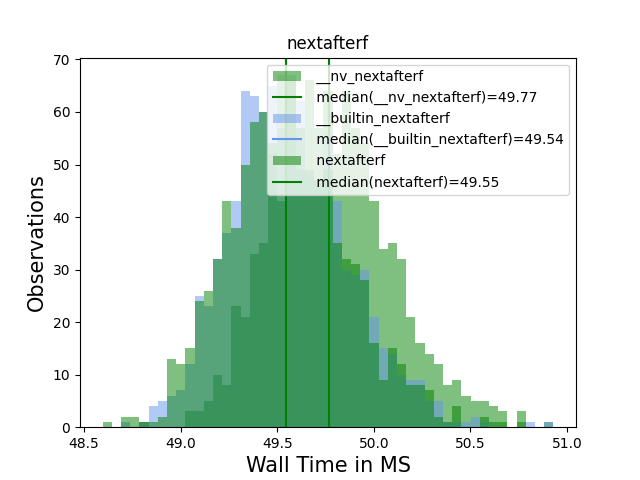 nextafterf
70
60
50
40
30
20
10
0
Observations
__nv_nextafterf
median(__nv_nextafterf)=49.77
__builtin_nextafterf
median(__builtin_nextafterf)=49.54
nextafterf
median(nextafterf)=49.55
48.5 49.0 49.5 50.0 50.5 51.0
Wall Time in MS